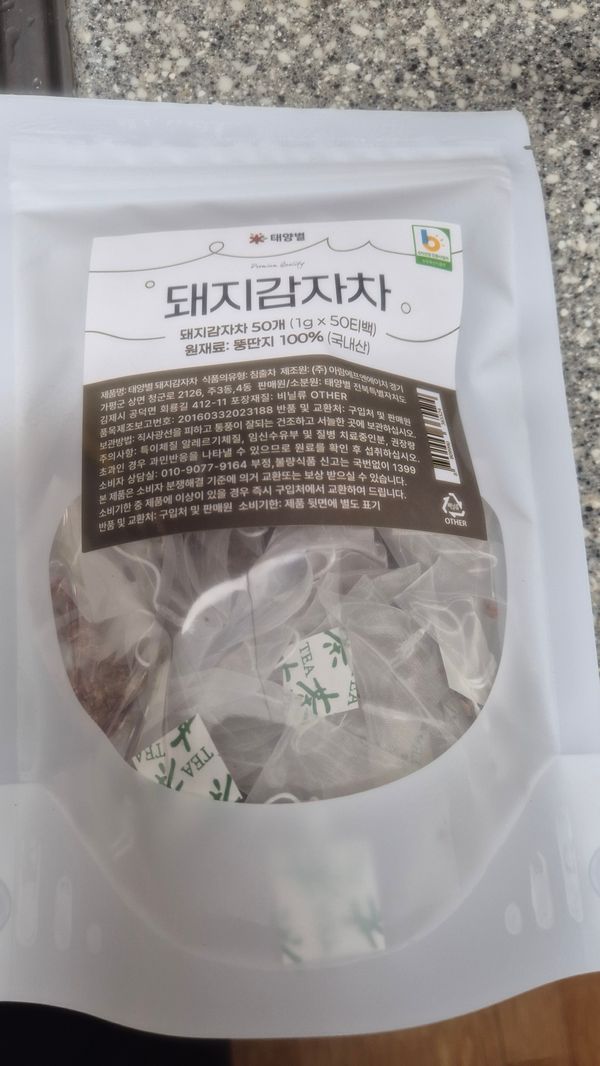 태양별
Premium Quality
돼지감자차
돼지감자차 50개 (1g x 50티백)
원재료: 뚱딴지 100% (국내산)
제품명: 태양별 돼지감자차 식품의유형: 침출차 제조원: (주) 아임에프앤에이치 경기
가평군 상면 청군로 2126, 주3동,4동 판매원/소분원: 태양별 전북특별자치도
김제시 공덕면 회룡길 412-11 포장재질: 비닐류 OTHER
품목제조보고번호: 20160332023188 반품 및 교환처: 구입처 및 판매원
보관방법: 직사광선을 피하고 통풍이 잘되는 건조하고 서늘한 곳에 보관하십시오.
주의사항: 특이체질 알레르기체질, 임신수유부 및 질병 치료중인분, 권장량
초과인 경우 과민반응을 나타낼 수 있으므로 원료를 확인 후 섭취하십시오.
소비자 상담실: 010-9077-9164 부정,불량식품 신고는 국번없이 1399
본 제품은 소비자 분쟁해결 기준에 의거 교환또는 보상 받으실 수 있습니다.
소비기한 중 제품에 이상이 있을 경우 즉시 구입처에서 교환하여 드립니다.
반품 및 교환처: 구입처 및 판매원 소비기한: 제품 뒷면에 별도 표기
OTHER
TEA
茶
TEA
TEA